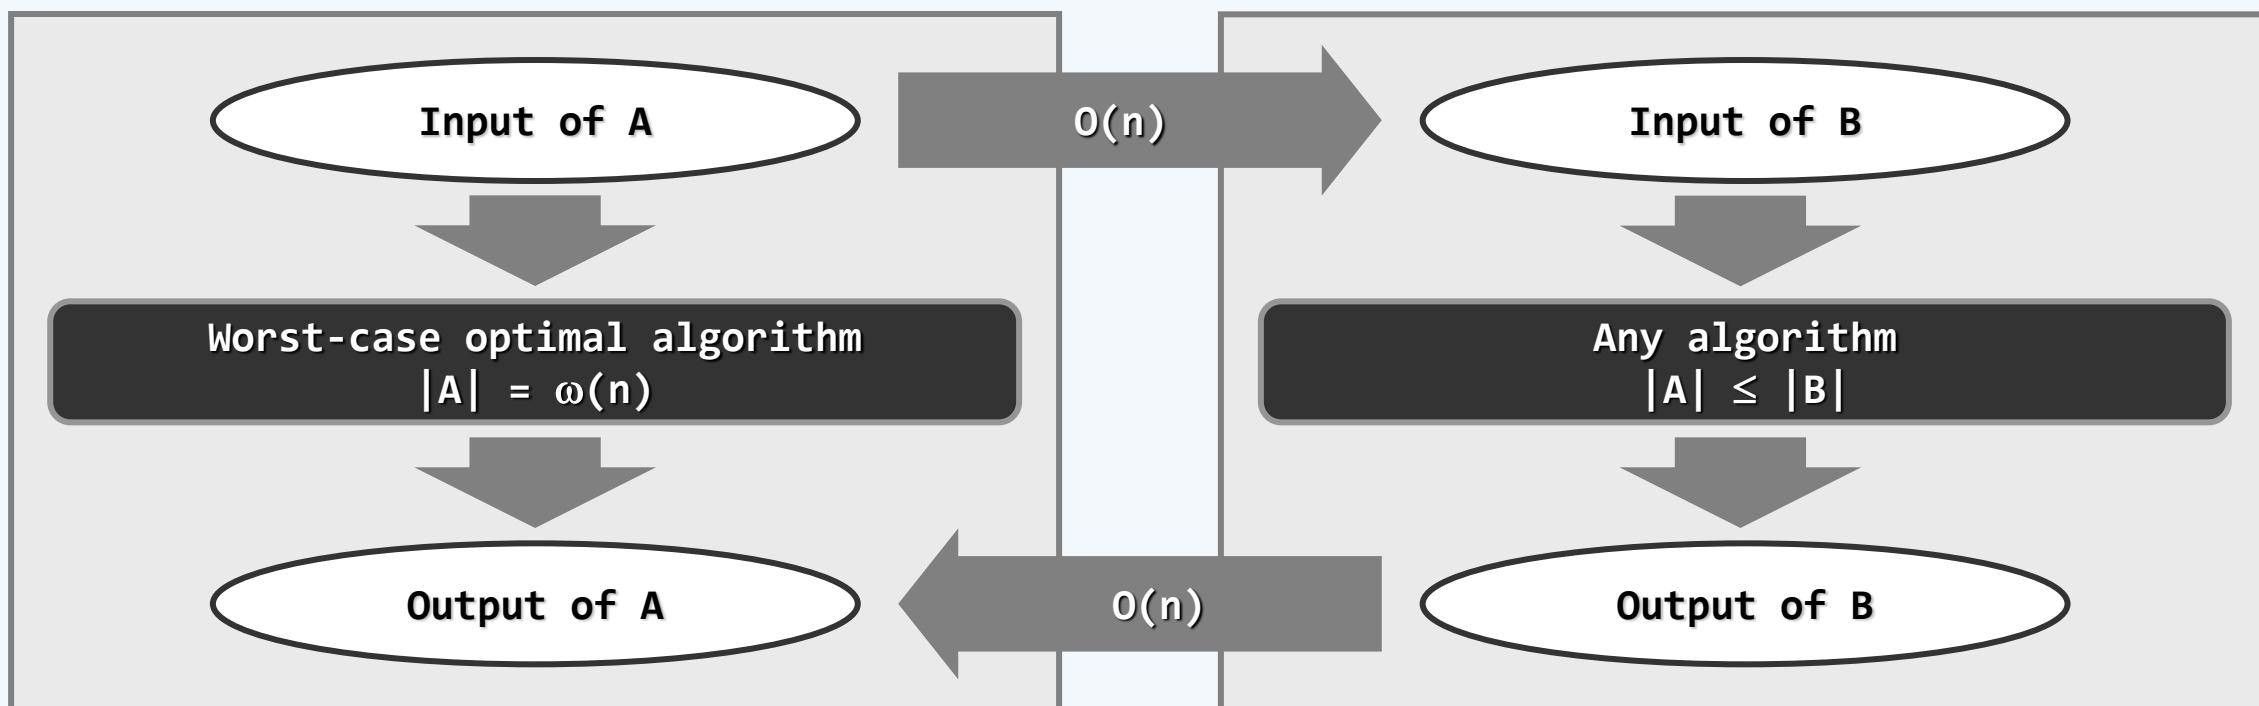 Input of A
O(n)
Input of B
Worst-case optimal algorithm
|A| = ω(n)
Any algorithm
|A| ≤ |B|
Output of A
O(n)
Output of B